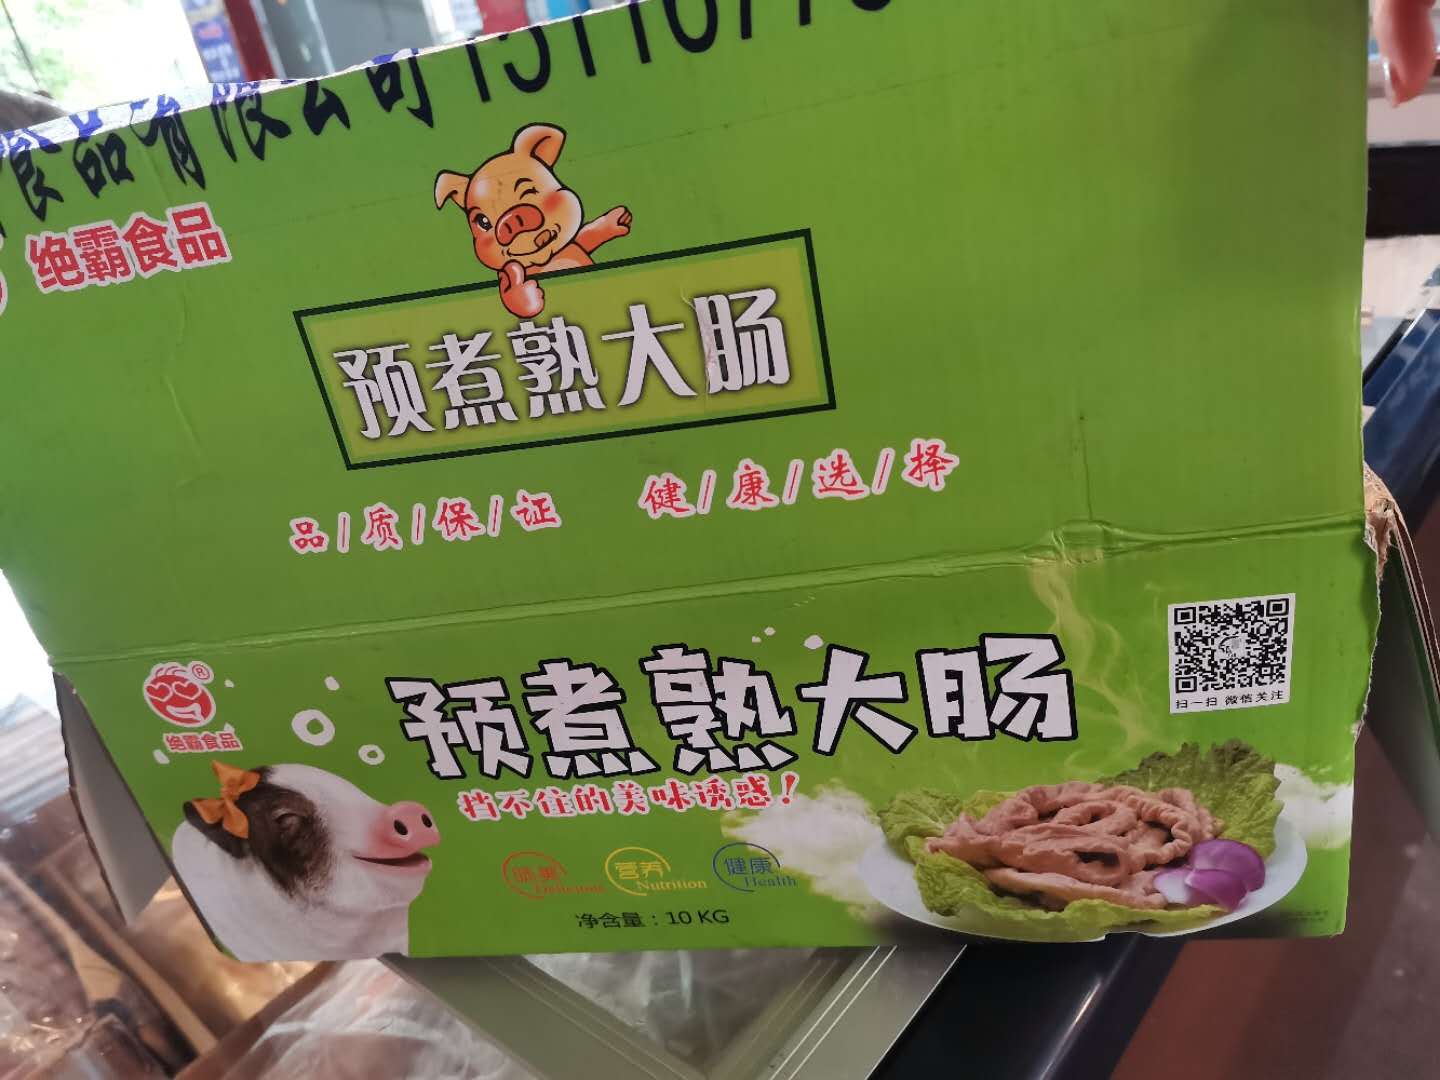 食品有限公司
绝霸食品
预煮熟大肠
品/质/保/证 健/康/选/择
®
绝霸食品
预煮熟大肠
挡不住的美味诱惑！
扫一扫 微信关注
味美 Delicious
营养 Nutrition
健康 Health
净含量：10 KG